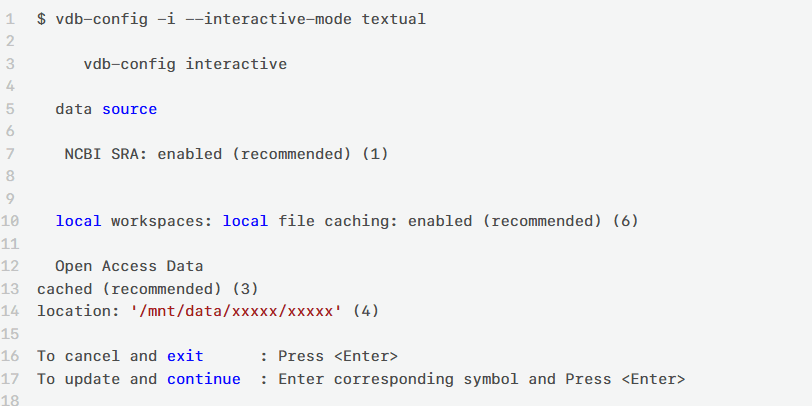 1 $ vdb-config -i --interactive-mode textual
2
3 vdb-config interactive
4
5 data source
6
7 NCBI SRA: enabled (recommended) (1)
8
9
10 local workspaces: local file caching: enabled (recommended) (6)
11
12 Open Access Data
13 cached (recommended) (3)
14 location: '/mnt/data/xxxxx/xxxxx' (4)
15
16 To cancel and exit : Press <Enter>
17 To update and continue : Enter corresponding symbol and Press <Enter>
18